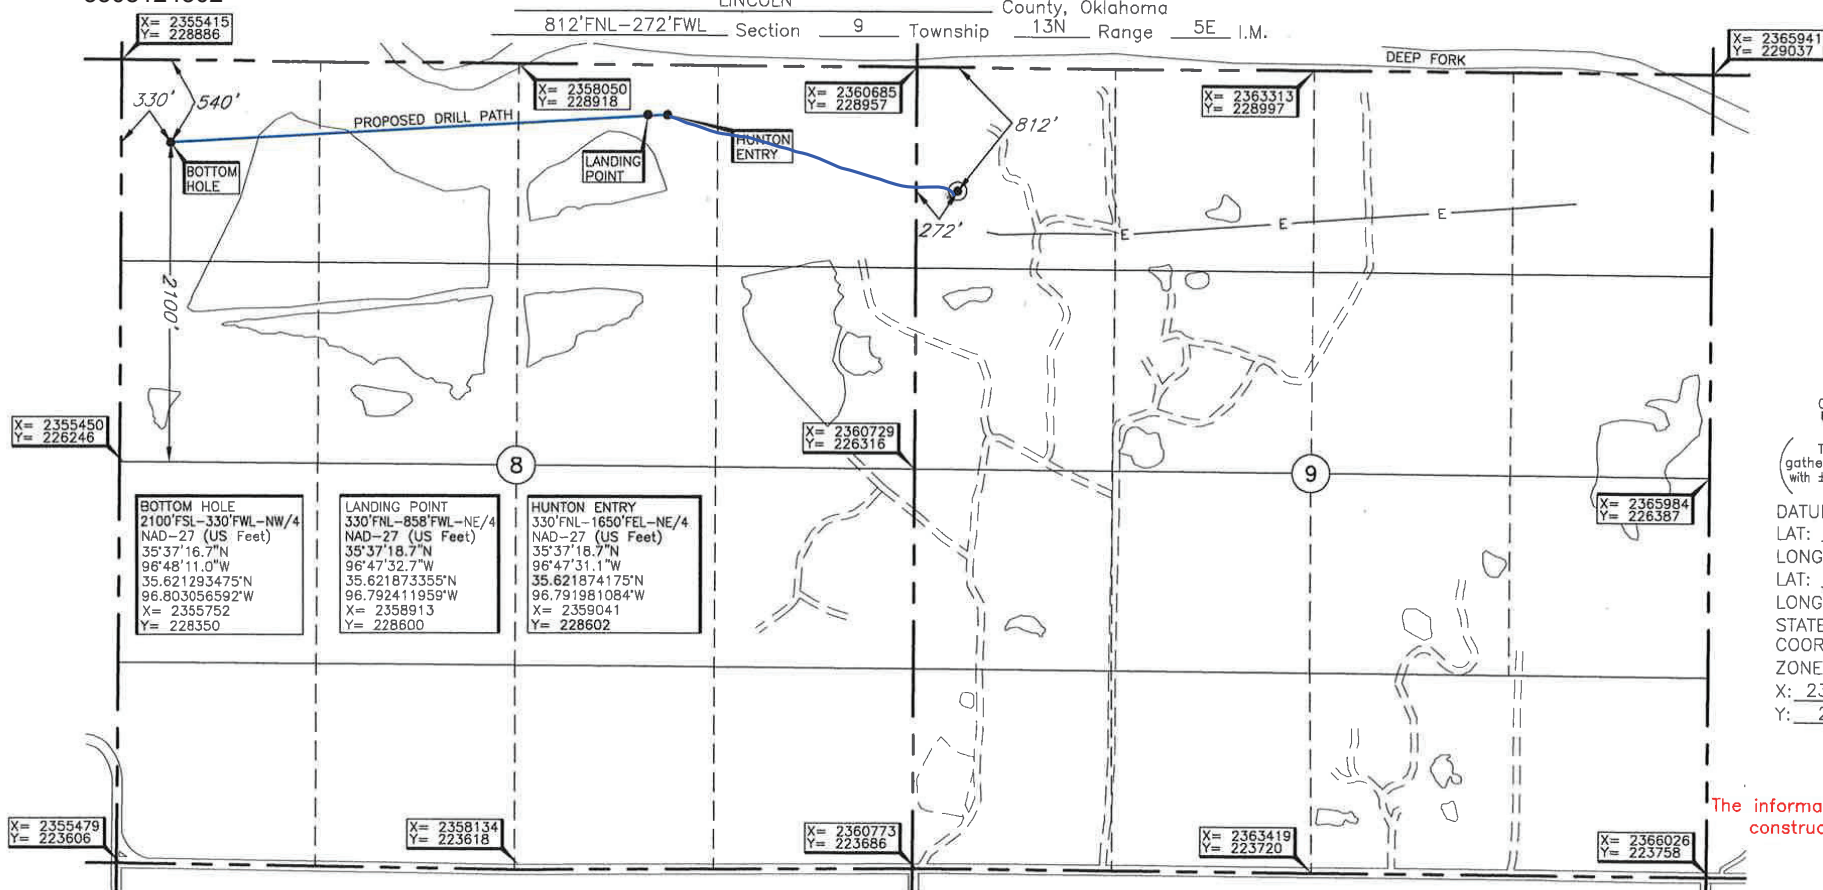 LINCOLN County, Oklahoma
812'FNL-272'FWL Section 9 Township 13N Range 5E I.M.
X= 2355415
Y= 228886
X= 2365941
Y= 229037
DEEP FORK
X= 2358050
Y= 228918
X= 2360685
Y= 228957
X= 2363313
Y= 228997
330'
540'
PROPOSED DRILL PATH
812'
HUNTON
ENTRY
LANDING
POINT
BOTTOM
HOLE
272'
E
E
E
2100'
X= 2355450
Y= 226246
X= 2360729
Y= 226316
8
9
X= 2365984
Y= 226387
gathe
with ±
BOTTOM HOLE
2100'FSL-330'FWL-NW/4
NAD-27 (US Feet)
35°37'16.7"N
96°48'11.0"W
35.621293475°N
96.803056592°W
X= 2355752
Y= 228350
LANDING POINT
330'FNL-858'FWL-NE/4
NAD-27 (US Feet)
35°37'18.7"N
96°47'32.7"W
35.621873355°N
96.792411959°W
X= 2358913
Y= 228600
HUNTON ENTRY
330'FNL-1650'FEL-NE/4
NAD-27 (US Feet)
35°37'18.7"N
96°47'31.1"W
35.621874175°N
96.791981084°W
X= 2359041
Y= 228602
DATU
LAT:
LONG
LAT:
LONG
STATE
COOR
ZONE
X: 23
Y: 2
The informa
construc
X= 2355479
Y= 223606
X= 2358134
Y= 223618
X= 2360773
Y= 223686
X= 2363419
Y= 223720
X= 2366026
Y= 223758